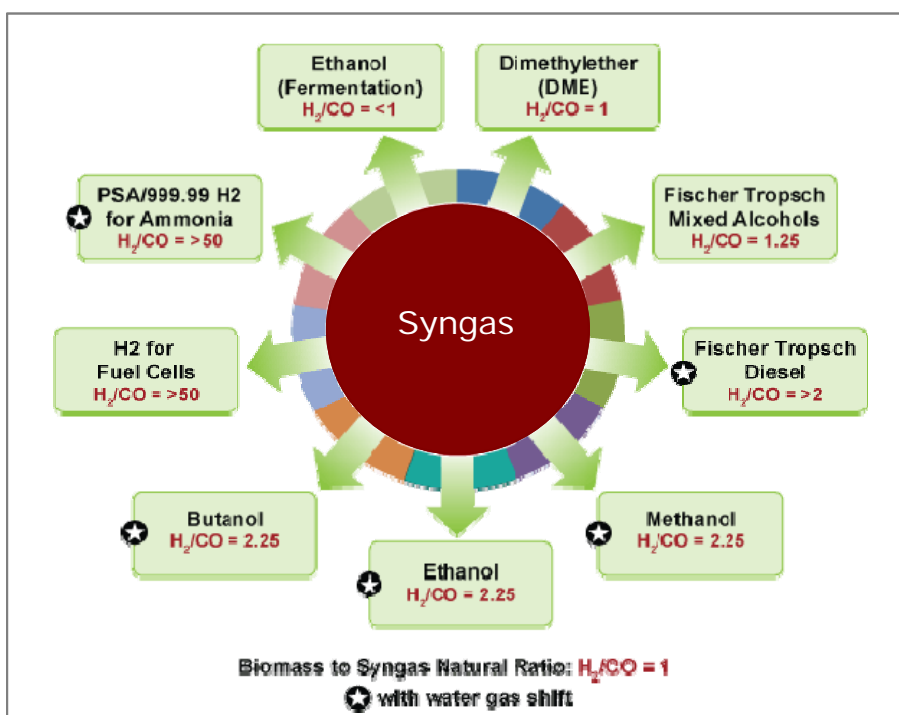 Ethanol
(Fermentation)
H₂/CO = <1
Dimethylether
(DME)
H₂/CO = 1
PSA/999.99 H2
for Ammonia
H₂/CO = >50
Fischer Tropsch
Mixed Alcohols
H₂/CO = 1.25
Syngas
H2 for
Fuel Cells
H₂/CO = >50
Fischer Tropsch
Diesel
H₂/CO = >2
Butanol
H₂/CO = 2.25
Ethanol
H₂/CO = 2.25
Methanol
H₂/CO = 2.25
Biomass to Syngas Natural Ratio: H₂/CO = 1
with water gas shift